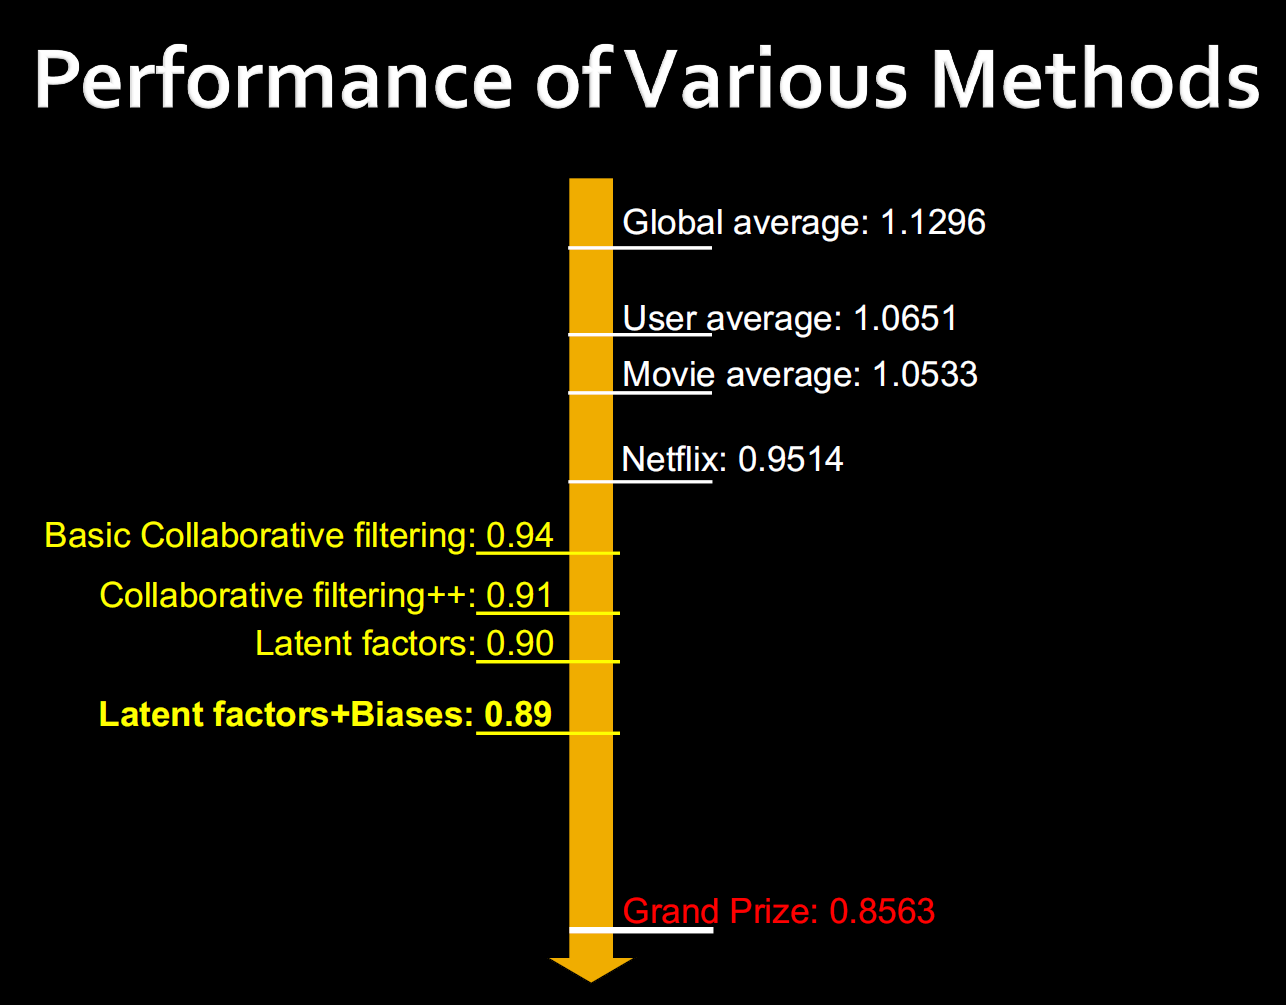 Performance of Various Methods
Global average: 1.1296
User average: 1.0651
Movie average: 1.0533
Netflix: 0.9514
Basic Collaborative filtering: 0.94
Collaborative filtering++: 0.91
Latent factors: 0.90
Latent factors+Biases: 0.89
Grand Prize: 0.8563